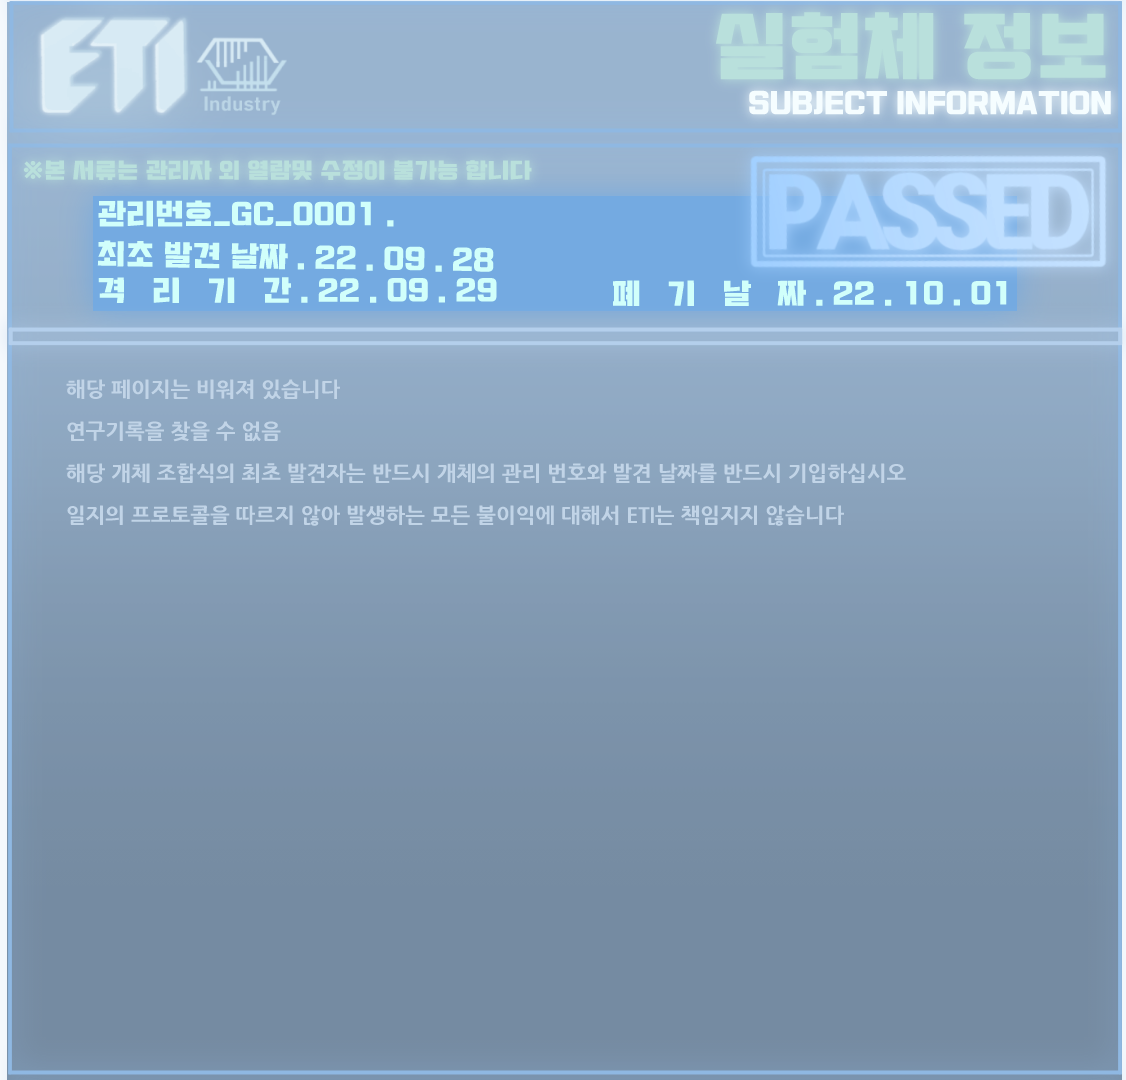 ETI
Industry
실험체 정보
SUBJECT INFORMATION
※본 서류는 관리자 외 열람및 수정이 불가능 합니다
PASSED
관리번호_GC_0001 .
최초 발견 날짜 . 22 . 09 . 28
격 리 기 간 . 22 . 09 . 29
폐 기 날 짜 . 22 . 10 . 01
해당 페이지는 비워져 있습니다
연구기록을 찾을 수 없음
해당 개체 조합식의 최초 발견자는 반드시 개체의 관리 번호와 발견 날짜를 반드시 기입하십시오
일지의 프로토콜을 따르지 않아 발생하는 모든 불이익에 대해서 ETI는 책임지지 않습니다